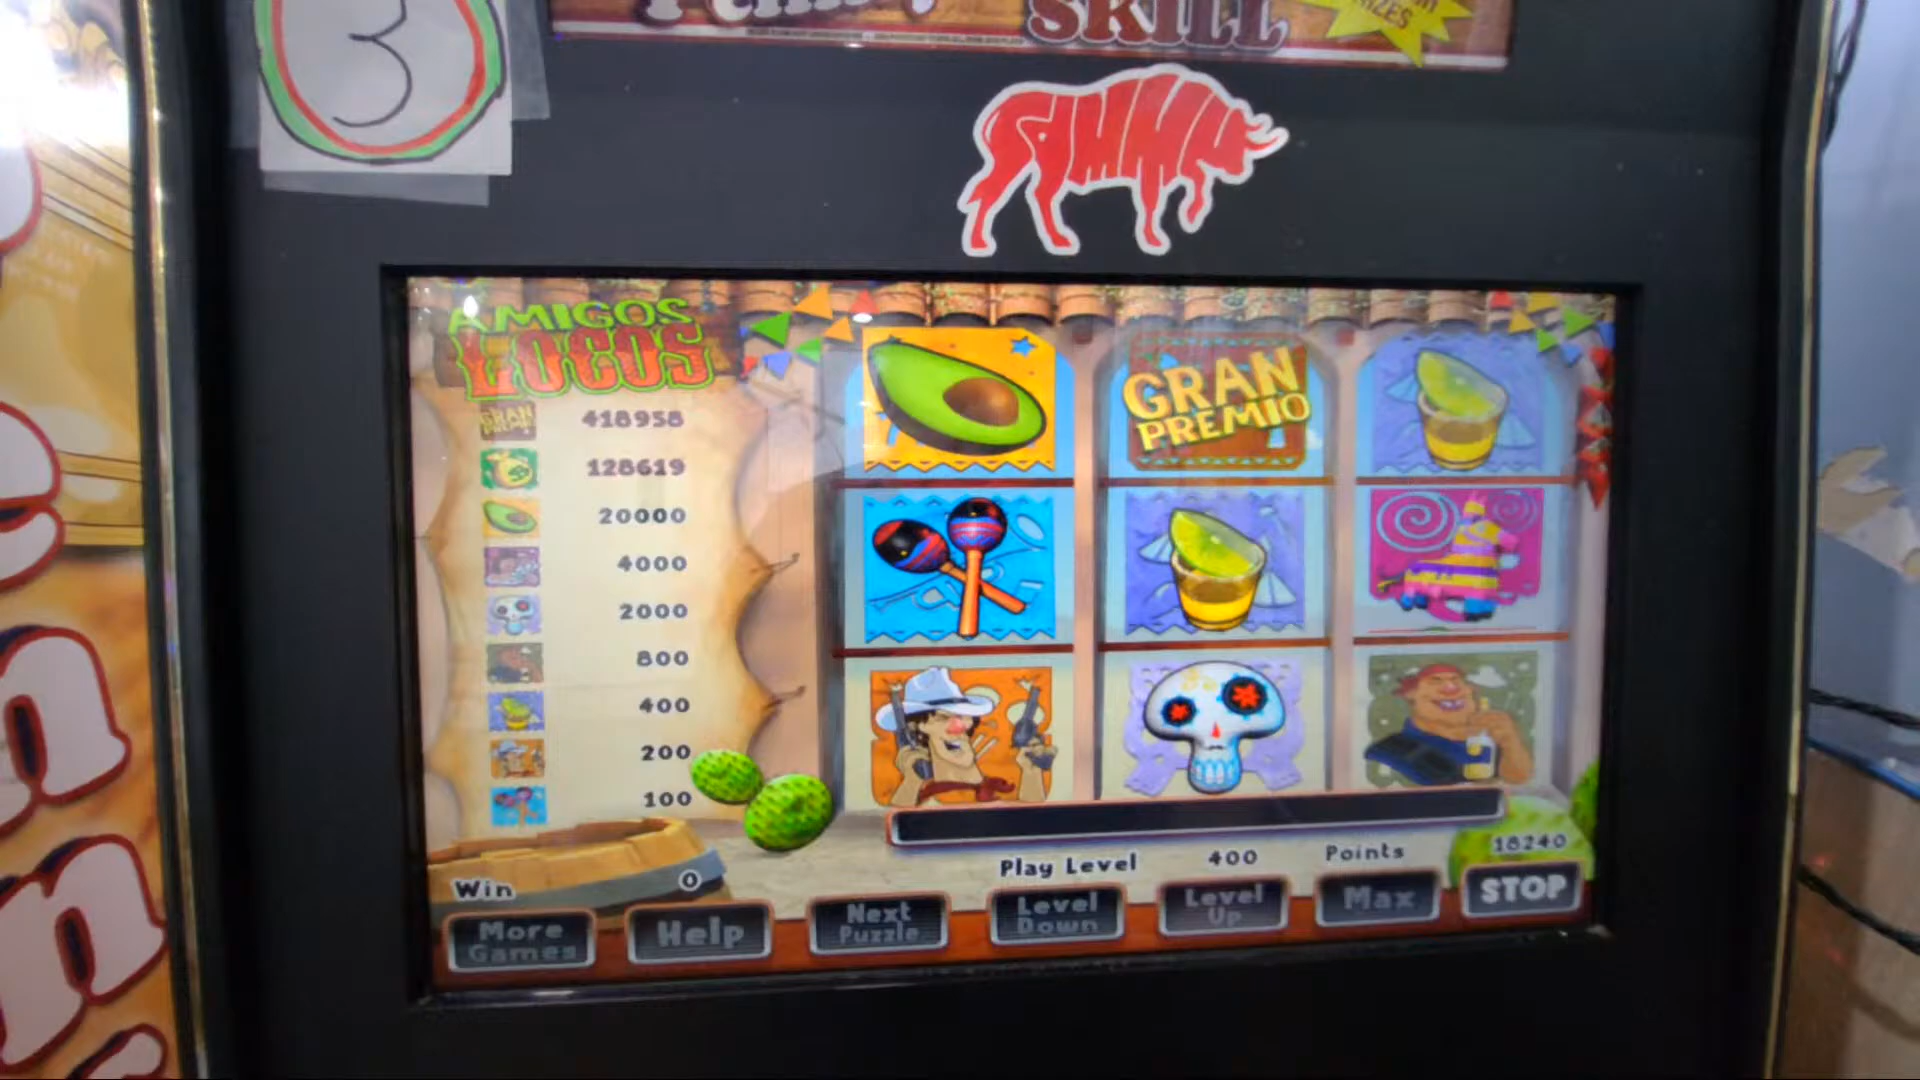 SKILL
3
SAMMY
AMIGOS
LOCOS
418958
128619
20000
4000
2000
800
400
200
100
GRAN
PREMIO
Win 0
Play Level 400 Points 18240
More
Games
Help
Next
Puzzle
Level
Down
Level
Up
Max
STOP